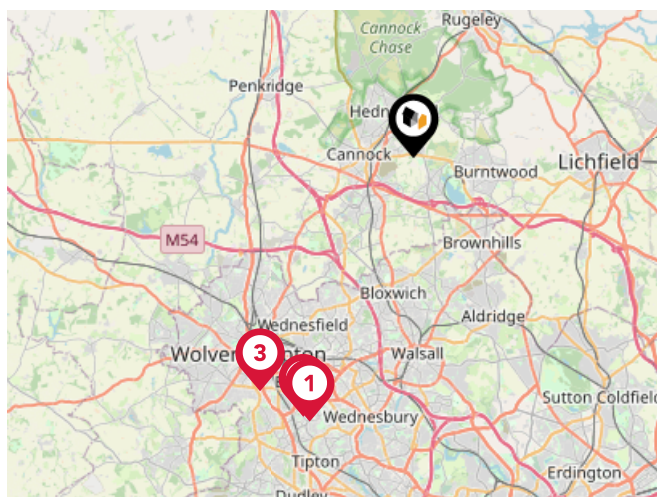 Rugeley
Cannock
Chase
Penkridge
Cannock
Burntwood
Lichfield
M54
Brownhills
Bloxwich
Aldridge
Wednesfield
3
Walsall
1
Sutton Coldfield
Wednesbury
Tipton
Erdington
Dudley